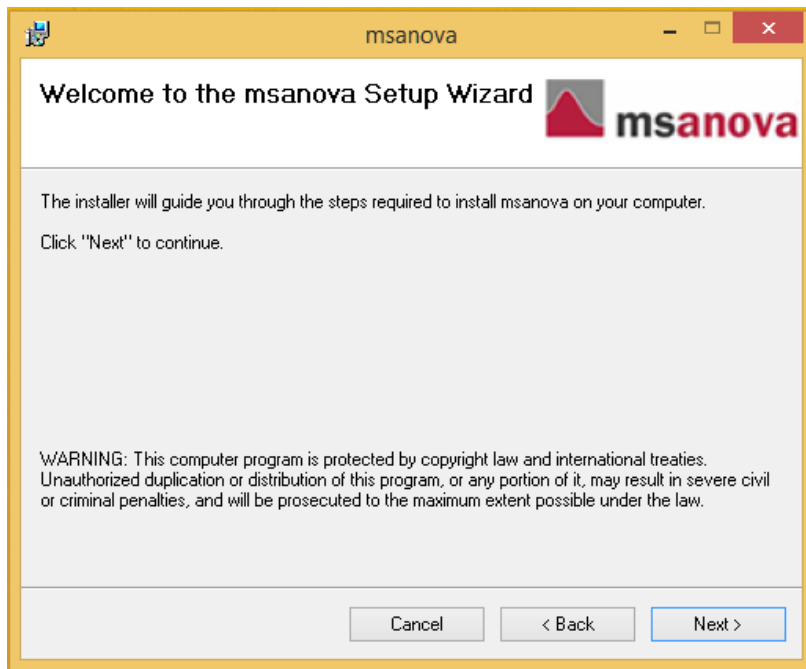 msanova
Welcome to the msanova Setup Wizard
msanova
The installer will guide you through the steps required to install msanova on your computer.
Click "Next" to continue.
WARNING: This computer program is protected by copyright law and international treaties.
Unauthorized duplication or distribution of this program, or any portion of it, may result in severe civil
or criminal penalties, and will be prosecuted to the maximum extent possible under the law.
Cancel
< Back
Next >